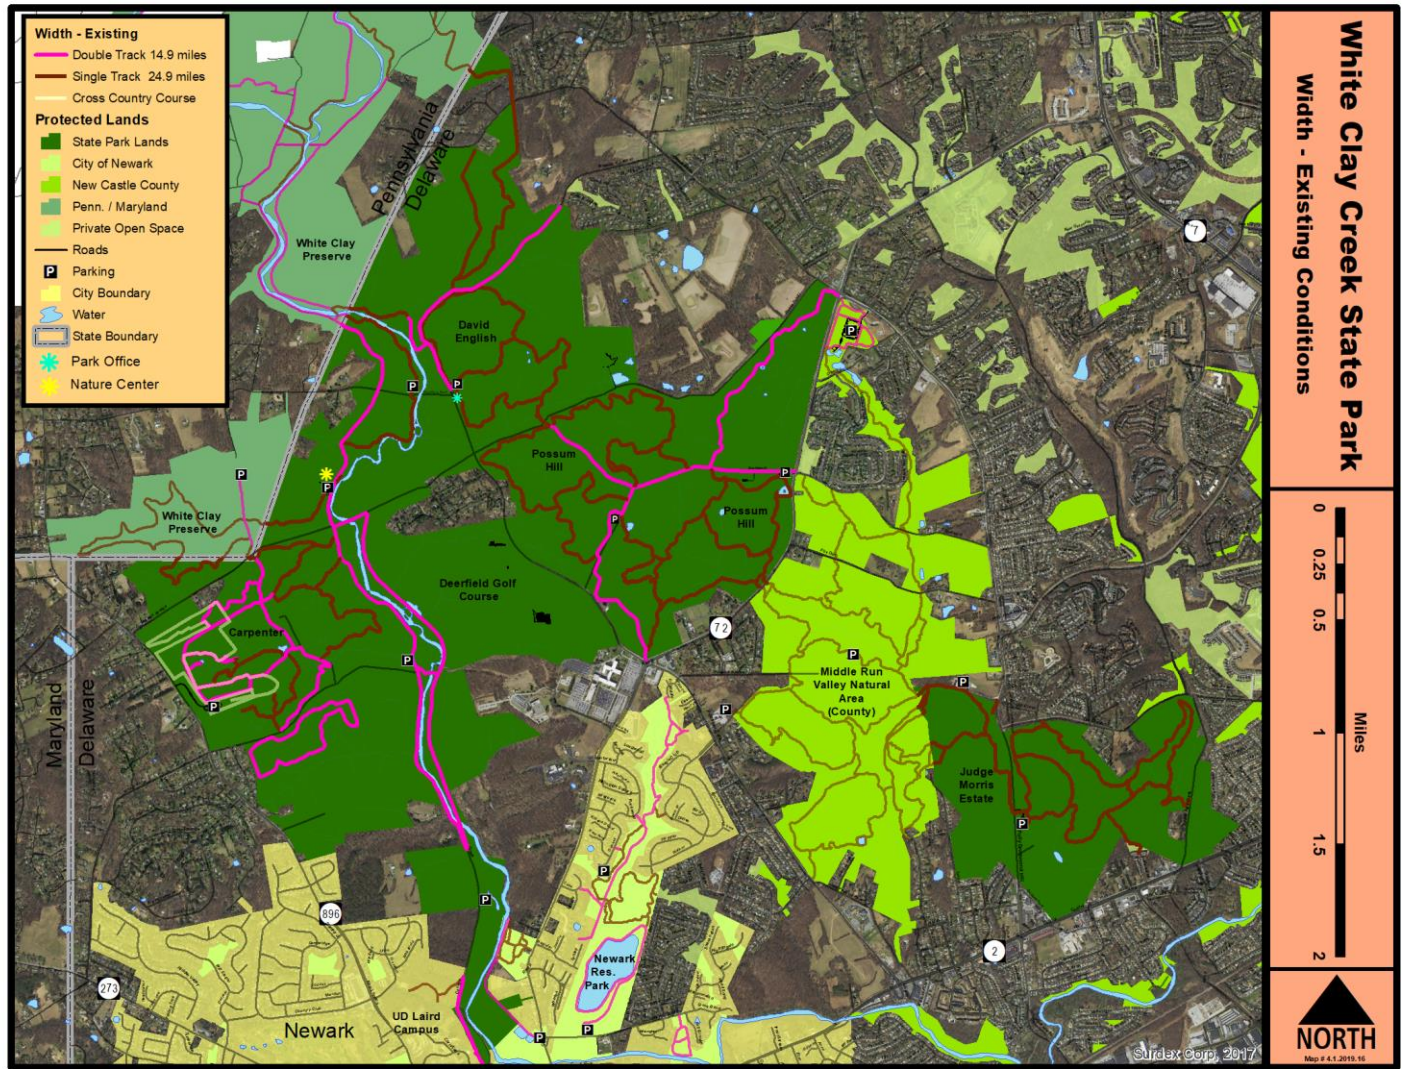 Width - Existing
Double Track 14.9 miles
Single Track 24.9 miles
Cross Country Course
Protected Lands
State Park Lands
City of Newark
New Castle County
Penn. / Maryland
Private Open Space
Roads
P Parking
City Boundary
Water
State Boundary
Park Office
Nature Center
White Clay Creek State Park
Width - Existing Conditions
0 0.25 0.5 1 1.5 2
Miles
NORTH
Map # 4.1.2019.16
Pennsylvania
Delaware
White Clay
Preserve
7
David
English
P
P
P
P
Possum
Hill
P
P
White Clay
Preserve
P
Possum
Hill
P
Deerfield Golf
Course
Carpenter
72
P
P
Middle Run
Valley Natural
Area
(County)
P
P
P
Maryland
Delaware
Judge
Morris
Estate
P
P
P
896
2
Newark
Res.
Park
273
UD Laird
Campus
Newark
P
P
Surdex Corp, 2017